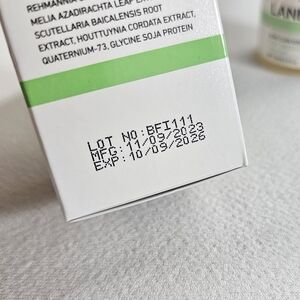 REHMANNIA
MELIA AZADIRACHTA LEAF
SCUTELLARIA BAICALENSIS ROOT
EXTRACT, HOUTTUYNIA CORDATA EXTRACT,
QUATERNIUM-73, GLYCINE SOJA PROTEIN
LOT NO:BFI111
MFG:11/09/2023
EXP:10/09/2026